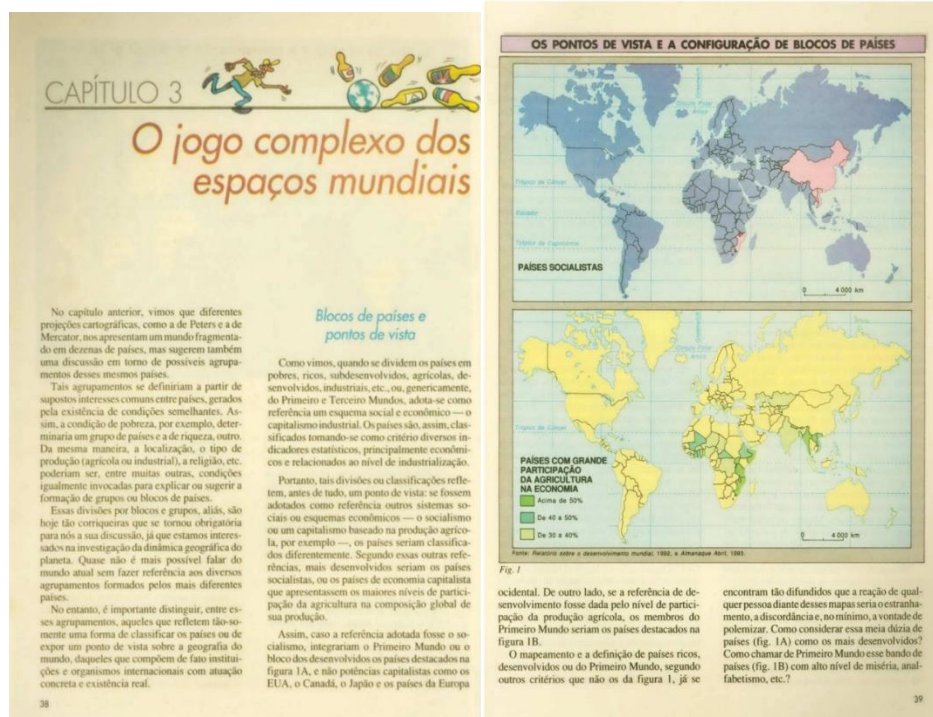 CAPÍTULO 3
O jogo complexo dos
espaços mundiais
No capítulo anterior, vimos que diferentes
projeções cartográficas, como a de Peters e a de
Mercator, nos apresentam um mundo fragmenta-
do em dezenas de países, mas sugerem também
uma discussão em torno de possíveis agrupa-
mentos desses mesmos países.
Tais agrupamentos se definiriam a partir de
supostos interesses comuns entre países, gerados
pela existência de condições semelhantes. As-
sim, a condição de pobreza, por exemplo, deter-
minaria um grupo de países e a de riqueza, outro.
Da mesma maneira, a localização, o tipo de
produção (agrícola ou industrial), a religião, etc.
poderiam ser, entre muitas outras, condições
igualmente invocadas para explicar ou sugerir a
formação de grupos ou blocos de países.
Essas divisões por blocos e grupos, aliás, são
hoje tão corriqueiras que se tornou obrigatória
para nós a sua discussão, já que estamos interes-
sados na investigação da dinâmica geográfica do
planeta. Quase não é mais possível falar do
mundo atual sem fazer referência aos diversos
agrupamentos formados pelos mais diferentes
países.
No entanto, é importante distinguir, entre es-
ses agrupamentos, aqueles que refletem tão-so-
mente uma forma de classificar os países ou de
expor um ponto de vista sobre a geografia do
mundo, daqueles que compõem de fato institui-
ções e organismos internacionais com atuação
concreta e existência real.
38
Blocos de países e
pontos de vista
Como vimos, quando se dividem os países em
pobres, ricos, subdesenvolvidos, agrícolas, de-
senvolvidos, industriais, etc., ou, genericamente,
do Primeiro e Terceiro Mundos, adota-se como
referência um esquema social e econômico — o
capitalismo industrial. Os países são, assim, clas-
sificados tomando-se como critério diversos in-
dicadores estatísticos, principalmente econômi-
cos e relacionados ao nível de industrialização.
Portanto, tais divisões ou classificações refle-
tem, antes de tudo, um ponto de vista: se fossem
adotados como referência outros sistemas so-
ciais ou esquemas econômicos — o socialismo
ou um capitalismo baseado na produção agríco-
la, por exemplo —, os países seriam classifica-
dos diferentemente. Segundo essas outras refe-
rências, mais desenvolvidos seriam os países
socialistas, ou os países de economia capitalista
que apresentassem os maiores níveis de partici-
pação da agricultura na composição global de
sua produção.
Assim, caso a referência adotada fosse o so-
cialismo, integrariam o Primeiro Mundo ou o
bloco dos desenvolvidos os países destacados na
figura 1A, e não potências capitalistas como os
EUA, o Canadá, o Japão e os países da Europa
OS PONTOS DE VISTA E A CONFIGURAÇÃO DE BLOCOS DE PAÍSES
Círculo Polar
Ártico
Trópico de Câncer
Equador
Trópico de Capricórnio
PAÍSES SOCIALISTAS
0 4 000 km
Círculo Polar
Ártico
Trópico de Câncer
PAÍSES COM GRANDE
PARTICIPAÇÃO
DA AGRICULTURA
NA ECONOMIA
Acima de 50%
De 40 a 50%
De 30 a 40%
0 4 000 km
Fonte: Relatório sobre o desenvolvimento mundial, 1992, e Almanaque Abril, 1993.
Fig. 1
ocidental. De outro lado, se a referência de de-
senvolvimento fosse dada pelo nível de partici-
pação da produção agrícola, os membros do
Primeiro Mundo seriam os países destacados na
figura 1B.
O mapeamento e a definição de países ricos,
desenvolvidos ou do Primeiro Mundo, segundo
outros critérios que não os da figura 1, já se
encontram tão difundidos que a reação de qual-
quer pessoa diante desses mapas seria o estranha-
mento, a discordância e, no mínimo, a vontade de
polemizar. Como considerar essa meia dúzia de
países (fig. 1A) como os mais desenvolvidos?
Como chamar de Primeiro Mundo esse bando de
países (fig. 1B) com alto nível de miséria, anal-
fabetismo, etc.?
39